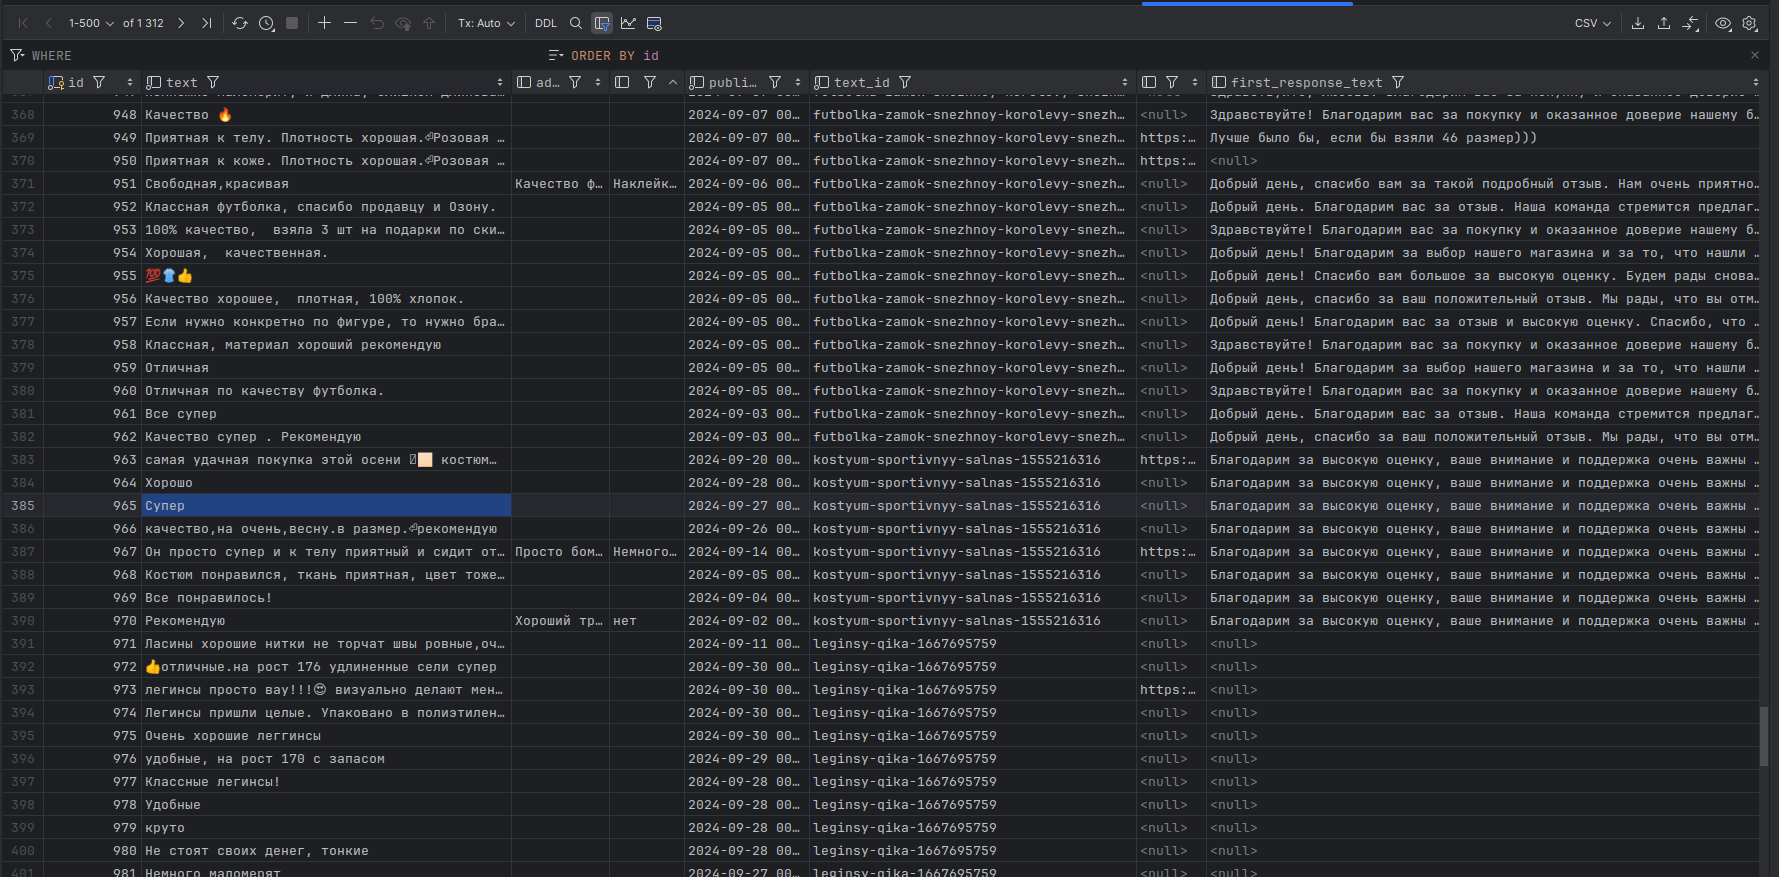 1-500 of 1 312 Tx: Auto DDL CSV
WHERE ORDER BY id
id text ad… publi… text_id first_response_text
368 948 Качество 🔥 2024-09-07 00… futbolka-zamok-snezhnoy-korolevy-snezh… <null> Здравствуйте! Благодарим вас за покупку и оказанное доверие нашему б…
369 949 Приятная к телу. Плотность хорошая.⏎Розовая … 2024-09-07 00… futbolka-zamok-snezhnoy-korolevy-snezh… https:… Лучше было бы, если бы взяли 46 размер)))
370 950 Приятная к коже. Плотность хорошая.⏎Розовая … 2024-09-07 00… futbolka-zamok-snezhnoy-korolevy-snezh… https:… <null>
371 951 Свободная,красивая Качество ф… Наклейк… 2024-09-06 00… futbolka-zamok-snezhnoy-korolevy-snezh… <null> Добрый день, спасибо вам за такой подробный отзыв. Нам очень приятно…
372 952 Классная футболка, спасибо продавцу и Озону. 2024-09-05 00… futbolka-zamok-snezhnoy-korolevy-snezh… <null> Добрый день. Благодарим вас за отзыв. Наша команда стремится предлаг…
373 953 100% качество,  взяла 3 шт на подарки по ски… 2024-09-05 00… futbolka-zamok-snezhnoy-korolevy-snezh… <null> Здравствуйте! Благодарим вас за покупку и оказанное доверие нашему б…
374 954 Хорошая,  качественная. 2024-09-05 00… futbolka-zamok-snezhnoy-korolevy-snezh… <null> Добрый день! Благодарим за выбор нашего магазина и за то, что нашли …
375 955 💯👕👍 2024-09-05 00… futbolka-zamok-snezhnoy-korolevy-snezh… <null> Добрый день! Спасибо вам большое за высокую оценку. Будем рады снова…
376 956 Качество хорошее,  плотная, 100% хлопок. 2024-09-05 00… futbolka-zamok-snezhnoy-korolevy-snezh… <null> Добрый день, спасибо за ваш положительный отзыв. Мы рады, что вы отм…
377 957 Если нужно конкретно по фигуре, то нужно бра… 2024-09-05 00… futbolka-zamok-snezhnoy-korolevy-snezh… <null> Добрый день! Благодарим вас за отзыв и высокую оценку. Спасибо, что …
378 958 Классная, материал хороший рекомендую 2024-09-05 00… futbolka-zamok-snezhnoy-korolevy-snezh… <null> Здравствуйте! Благодарим вас за покупку и оказанное доверие нашему б…
379 959 Отличная 2024-09-05 00… futbolka-zamok-snezhnoy-korolevy-snezh… <null> Добрый день! Благодарим за выбор нашего магазина и за то, что нашли …
380 960 Отличная по качеству футболка. 2024-09-05 00… futbolka-zamok-snezhnoy-korolevy-snezh… <null> Здравствуйте! Благодарим вас за покупку и оказанное доверие нашему б…
381 961 Все супер 2024-09-03 00… futbolka-zamok-snezhnoy-korolevy-snezh… <null> Добрый день. Благодарим вас за отзыв. Наша команда стремится предлаг…
382 962 Качество супер . Рекомендую 2024-09-03 00… futbolka-zamok-snezhnoy-korolevy-snezh… <null> Добрый день, спасибо за ваш положительный отзыв. Мы рады, что вы отм…
383 963 самая удачная покупка этой осени костюм… 2024-09-20 00… kostyum-sportivnyy-salnas-1555216316 https:… Благодарим за высокую оценку, ваше внимание и поддержка очень важны …
384 964 Хорошо 2024-09-28 00… kostyum-sportivnyy-salnas-1555216316 <null> Благодарим за высокую оценку, ваше внимание и поддержка очень важны …
385 965 Супер 2024-09-27 00… kostyum-sportivnyy-salnas-1555216316 <null> Благодарим за высокую оценку, ваше внимание и поддержка очень важны …
386 966 качество,на очень,весну.в размер.⏎рекомендую 2024-09-26 00… kostyum-sportivnyy-salnas-1555216316 <null> Благодарим за высокую оценку, ваше внимание и поддержка очень важны …
387 967 Он просто супер и к телу приятный и сидит от… Просто бом… Немного… 2024-09-14 00… kostyum-sportivnyy-salnas-1555216316 https:… Благодарим за высокую оценку, ваше внимание и поддержка очень важны …
388 968 Костюм понравился, ткань приятная, цвет тоже… 2024-09-05 00… kostyum-sportivnyy-salnas-1555216316 <null> Благодарим за высокую оценку, ваше внимание и поддержка очень важны …
389 969 Все понравилось! 2024-09-04 00… kostyum-sportivnyy-salnas-1555216316 <null> Благодарим за высокую оценку, ваше внимание и поддержка очень важны …
390 970 Рекомендую Хороший тр… нет 2024-09-02 00… kostyum-sportivnyy-salnas-1555216316 <null> Благодарим за высокую оценку, ваше внимание и поддержка очень важны …
391 971 Ласины хорошие нитки не торчат швы ровные,оч… 2024-09-11 00… leginsy-qika-1667695759 <null> <null>
392 972 👍отличные.на рост 176 удлиненные сели супер 2024-09-30 00… leginsy-qika-1667695759 <null> <null>
393 973 легинсы просто вау!!!😍 визуально делают мен… 2024-09-30 00… leginsy-qika-1667695759 https:… <null>
394 974 Легинсы пришли целые. Упаковано в полиэтилен… 2024-09-30 00… leginsy-qika-1667695759 <null> <null>
395 975 Очень хорошие леггинсы 2024-09-30 00… leginsy-qika-1667695759 <null> <null>
396 976 удобные, на рост 170 с запасом 2024-09-29 00… leginsy-qika-1667695759 <null> <null>
397 977 Классные легинсы! 2024-09-28 00… leginsy-qika-1667695759 <null> <null>
398 978 Удобные 2024-09-28 00… leginsy-qika-1667695759 <null> <null>
399 979 круто 2024-09-28 00… leginsy-qika-1667695759 <null> <null>
400 980 Не стоят своих денег, тонкие 2024-09-28 00… leginsy-qika-1667695759 <null> <null>
401 981 Немного маломерят 2024-09-27 00… leginsy-qika-1667695759 <null> <null>